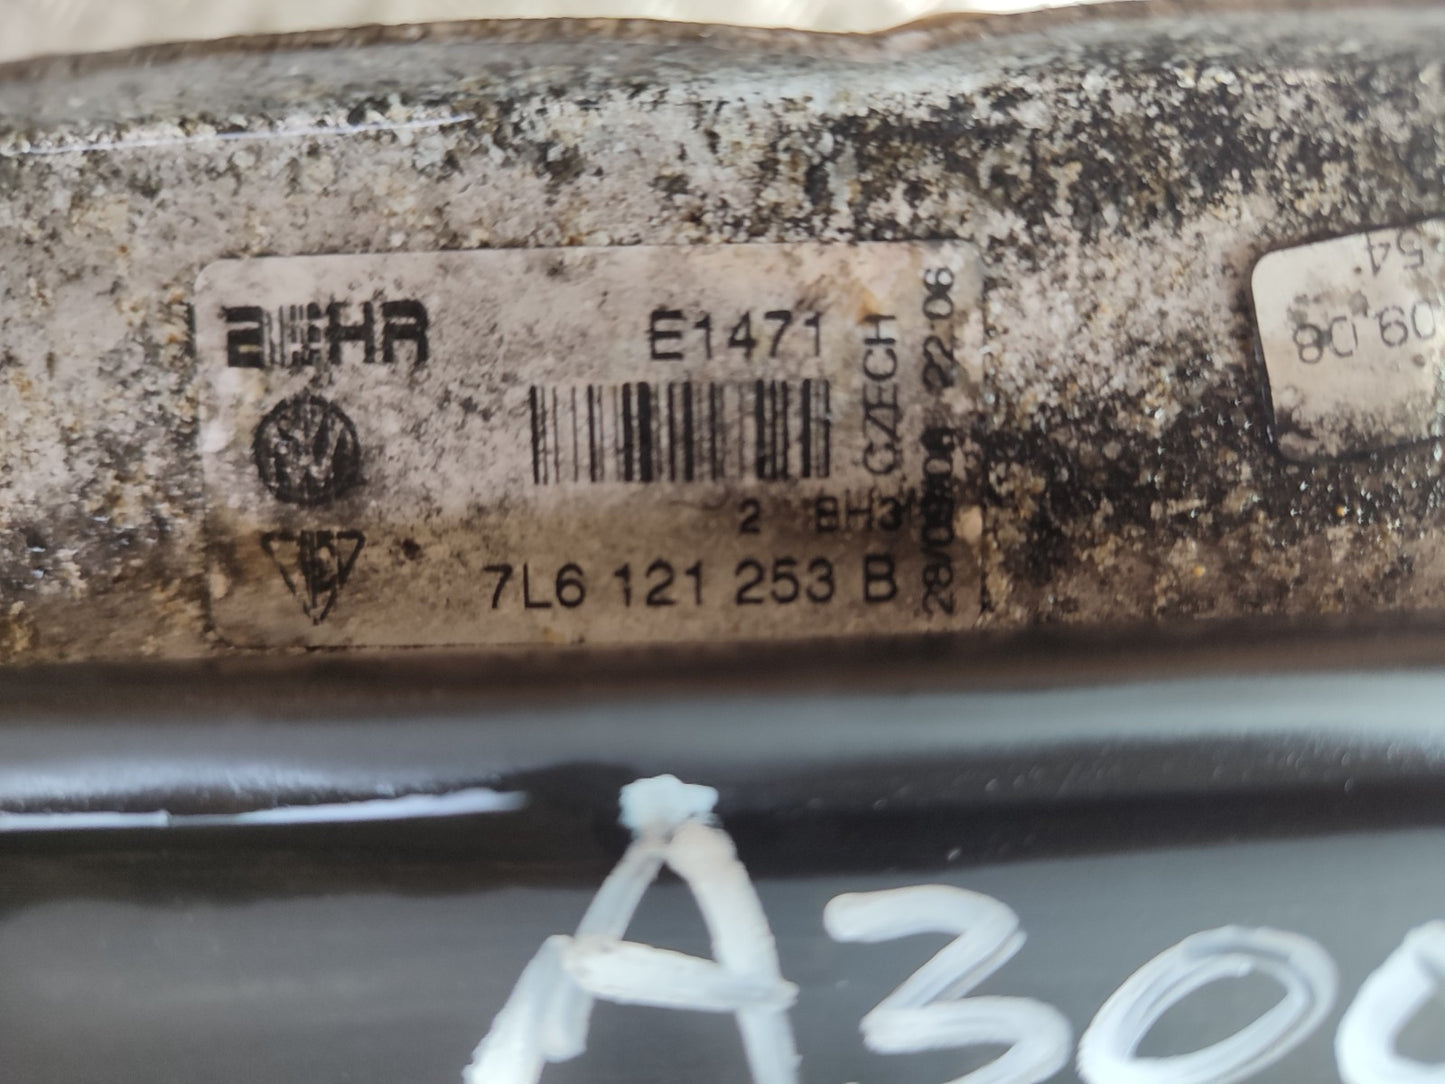 BEHR
E1471
CZECH
2 BH3
7L6 121 253 B
22:06
09.08
54
A300